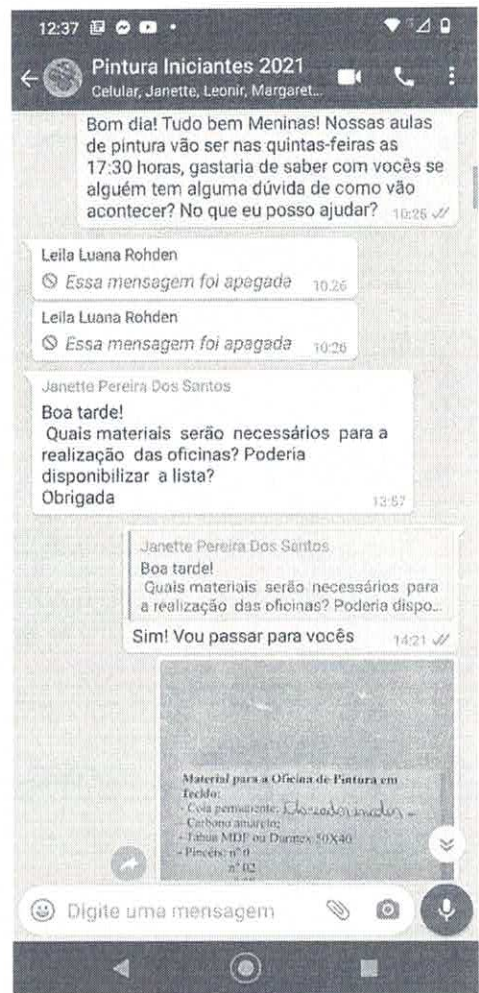 12:37
Pintura Iniciantes 2021
Celular, Janette, Leonir, Margaret...
Bom dia! Tudo bem Meninas! Nossas aulas
de pintura vão ser nas quintas-feiras as
17:30 horas, gastaria de saber com vocês se
alguém tem alguma dúvida de como vão
acontecer? No que eu posso ajudar? 10:25
Leila Luana Rohden
Essa mensagem foi apagada 10:26
Leila Luana Rohden
Essa mensagem foi apagada 10:26
Janette Pereira Dos Santos
Boa tarde!
Quais materiais serão necessários para a
realização das oficinas? Poderia
disponibilizar a lista?
Obrigada 13:57
Janette Pereira Dos Santos
Boa tarde!
Quais materiais serão necessários para
a realização das oficinas? Poderia dispo...
Sim! Vou passar para vocês 14:21
Material para a Oficina de Pintura em
Tecido:
- Cola permanente;
- Carbono amarelo;
- Tábua MDF ou Duratex 50X40
- Pincéis: nº 0
nº 02
Digite uma mensagem